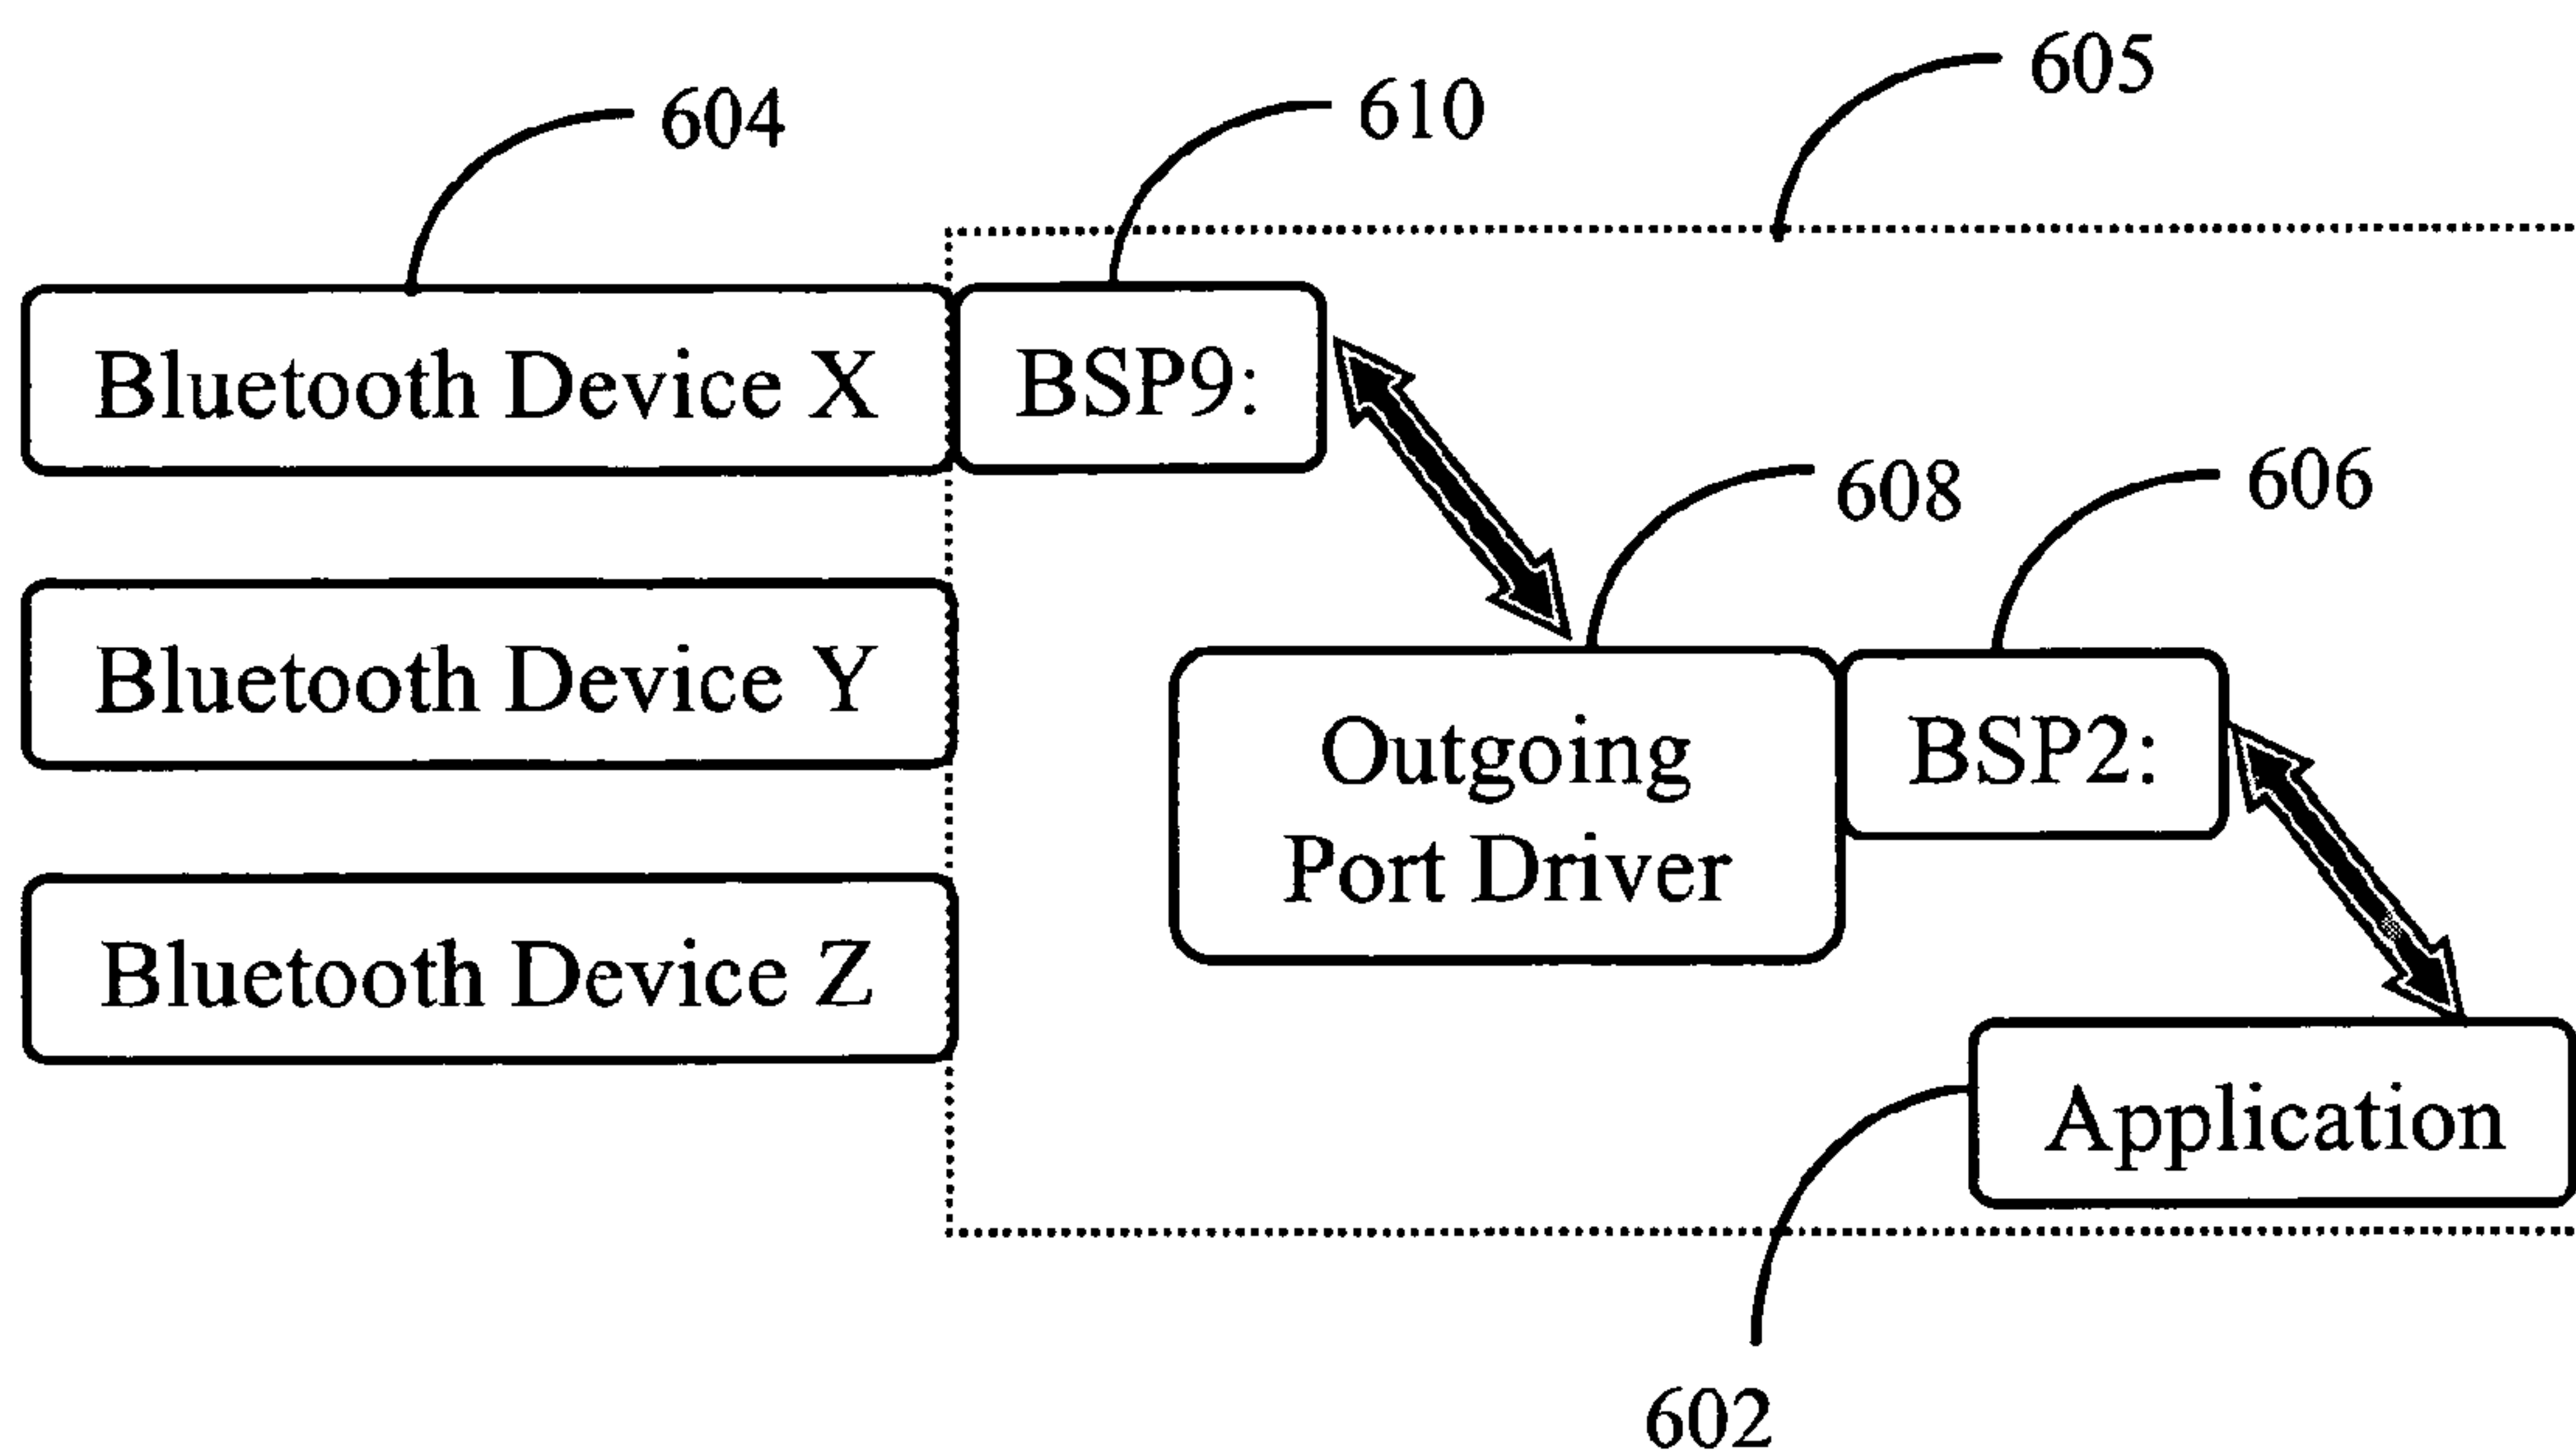 605
610
604
Bluetooth Device X
BSP9:
608
606
Bluetooth Device Y
Outgoing
Port Driver
BSP2:
Bluetooth Device Z
Application
602